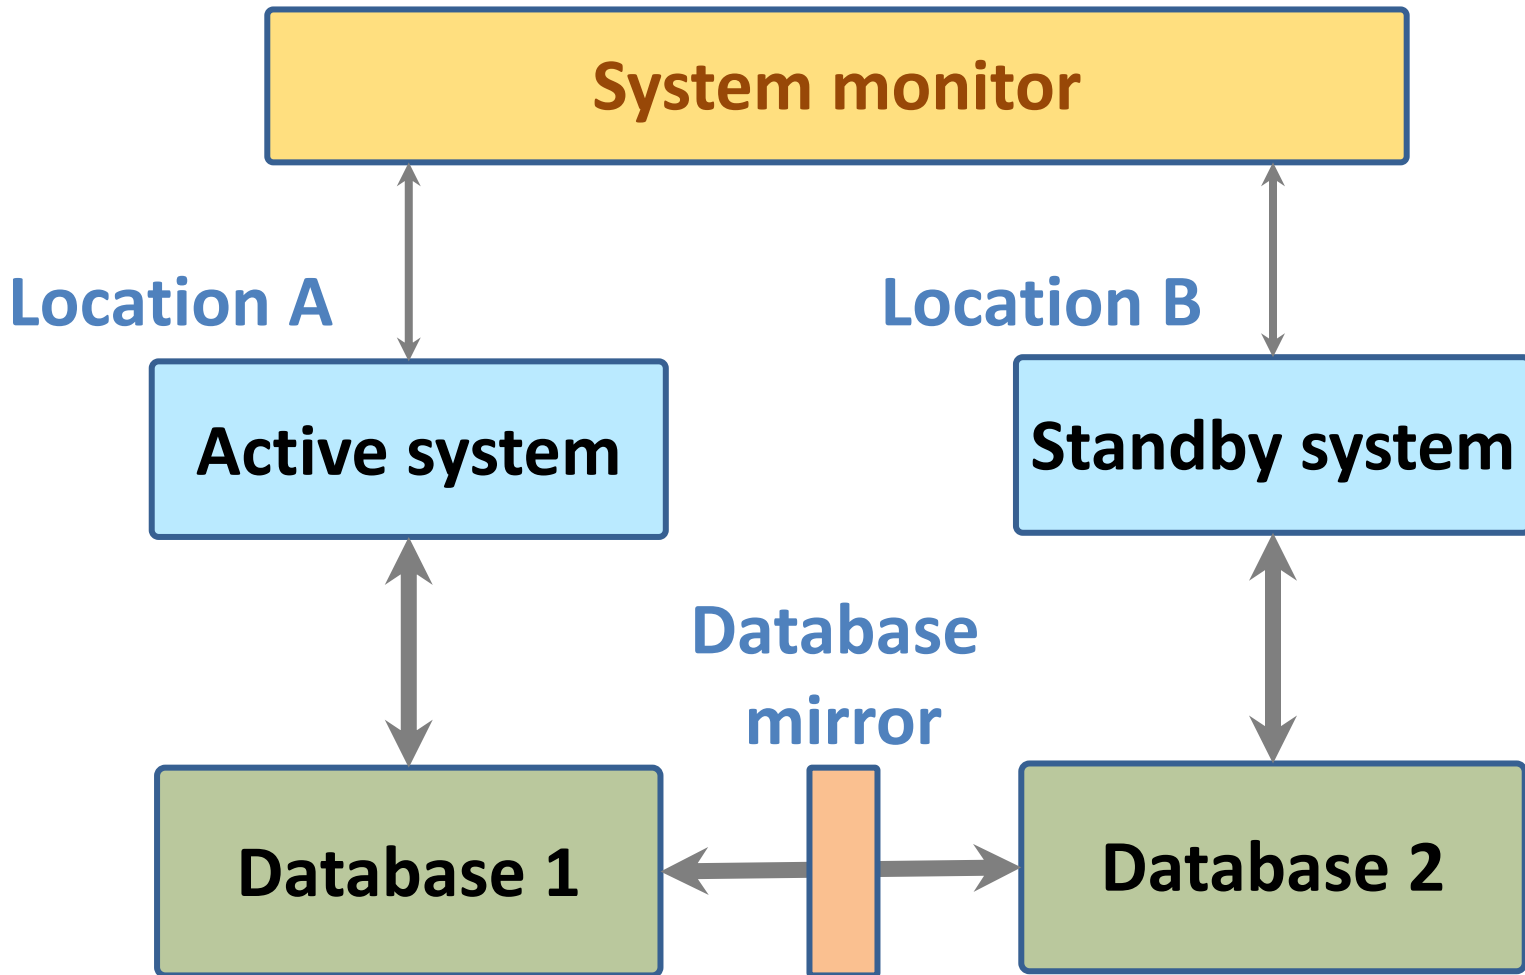 System monitor
Location A
Location B
Active system
Standby system
Database
mirror
Database 1
Database 2